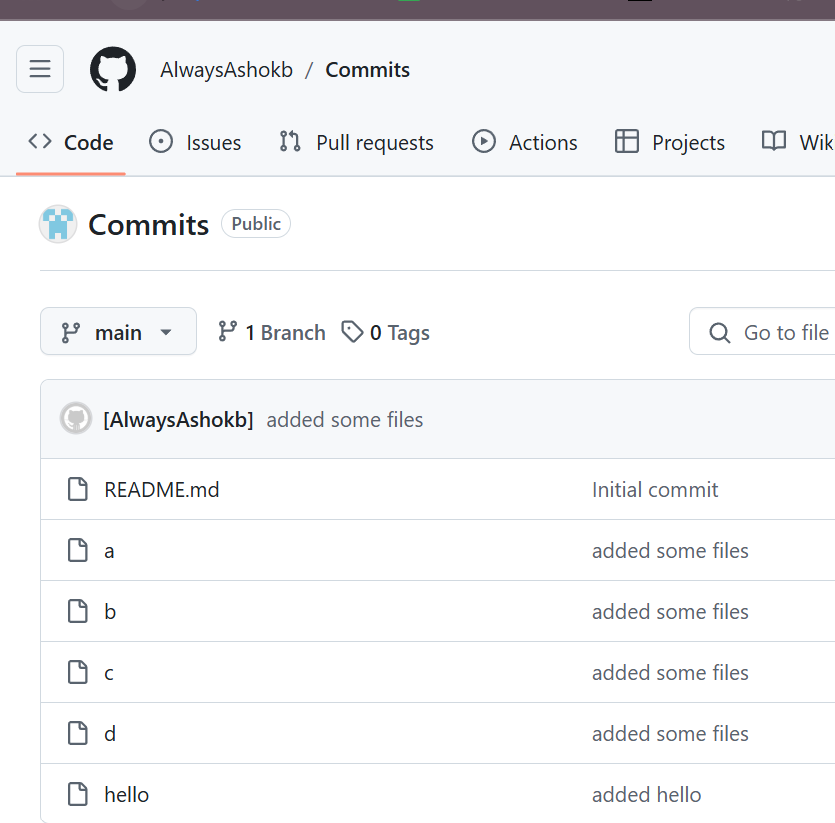 AlwaysAshokb / Commits
Code Issues Pull requests Actions Projects Wik
Commits Public
main 1 Branch 0 Tags Go to file
[AlwaysAshokb] added some files
README.md Initial commit
a added some files
b added some files
c added some files
d added some files
hello added hello